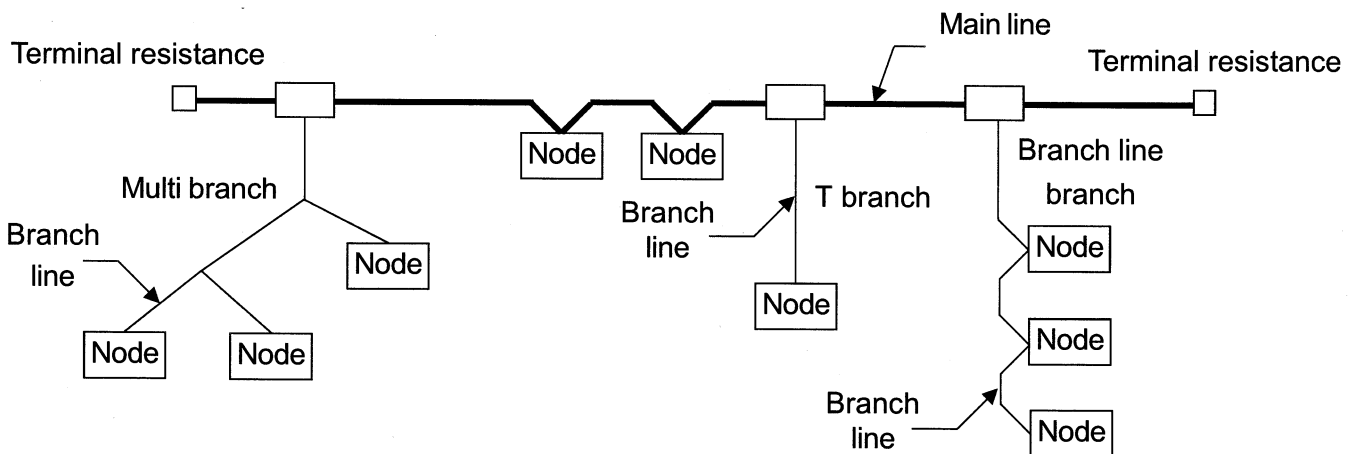 Main line
Terminal resistance
Terminal resistance
Node
Node
Branch line
branch
Multi branch
T branch
Branch
line
Branch
line
Node
Node
Node
Node
Node
Node
Branch
line
Node